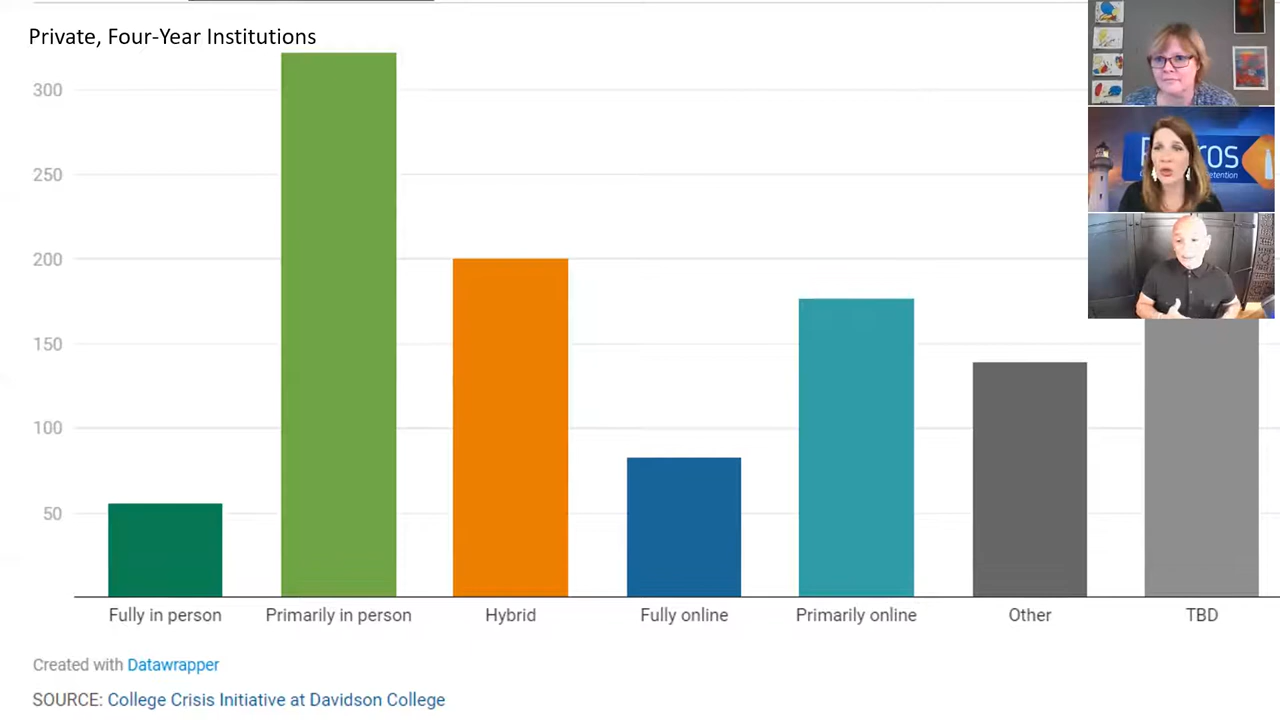 Private, Four-Year Institutions
300
250
200
150
100
50
Fully in person
Primarily in person
Hybrid
Fully online
Primarily online
Other
TBD
Created with Datawrapper
SOURCE: College Crisis Initiative at Davidson College